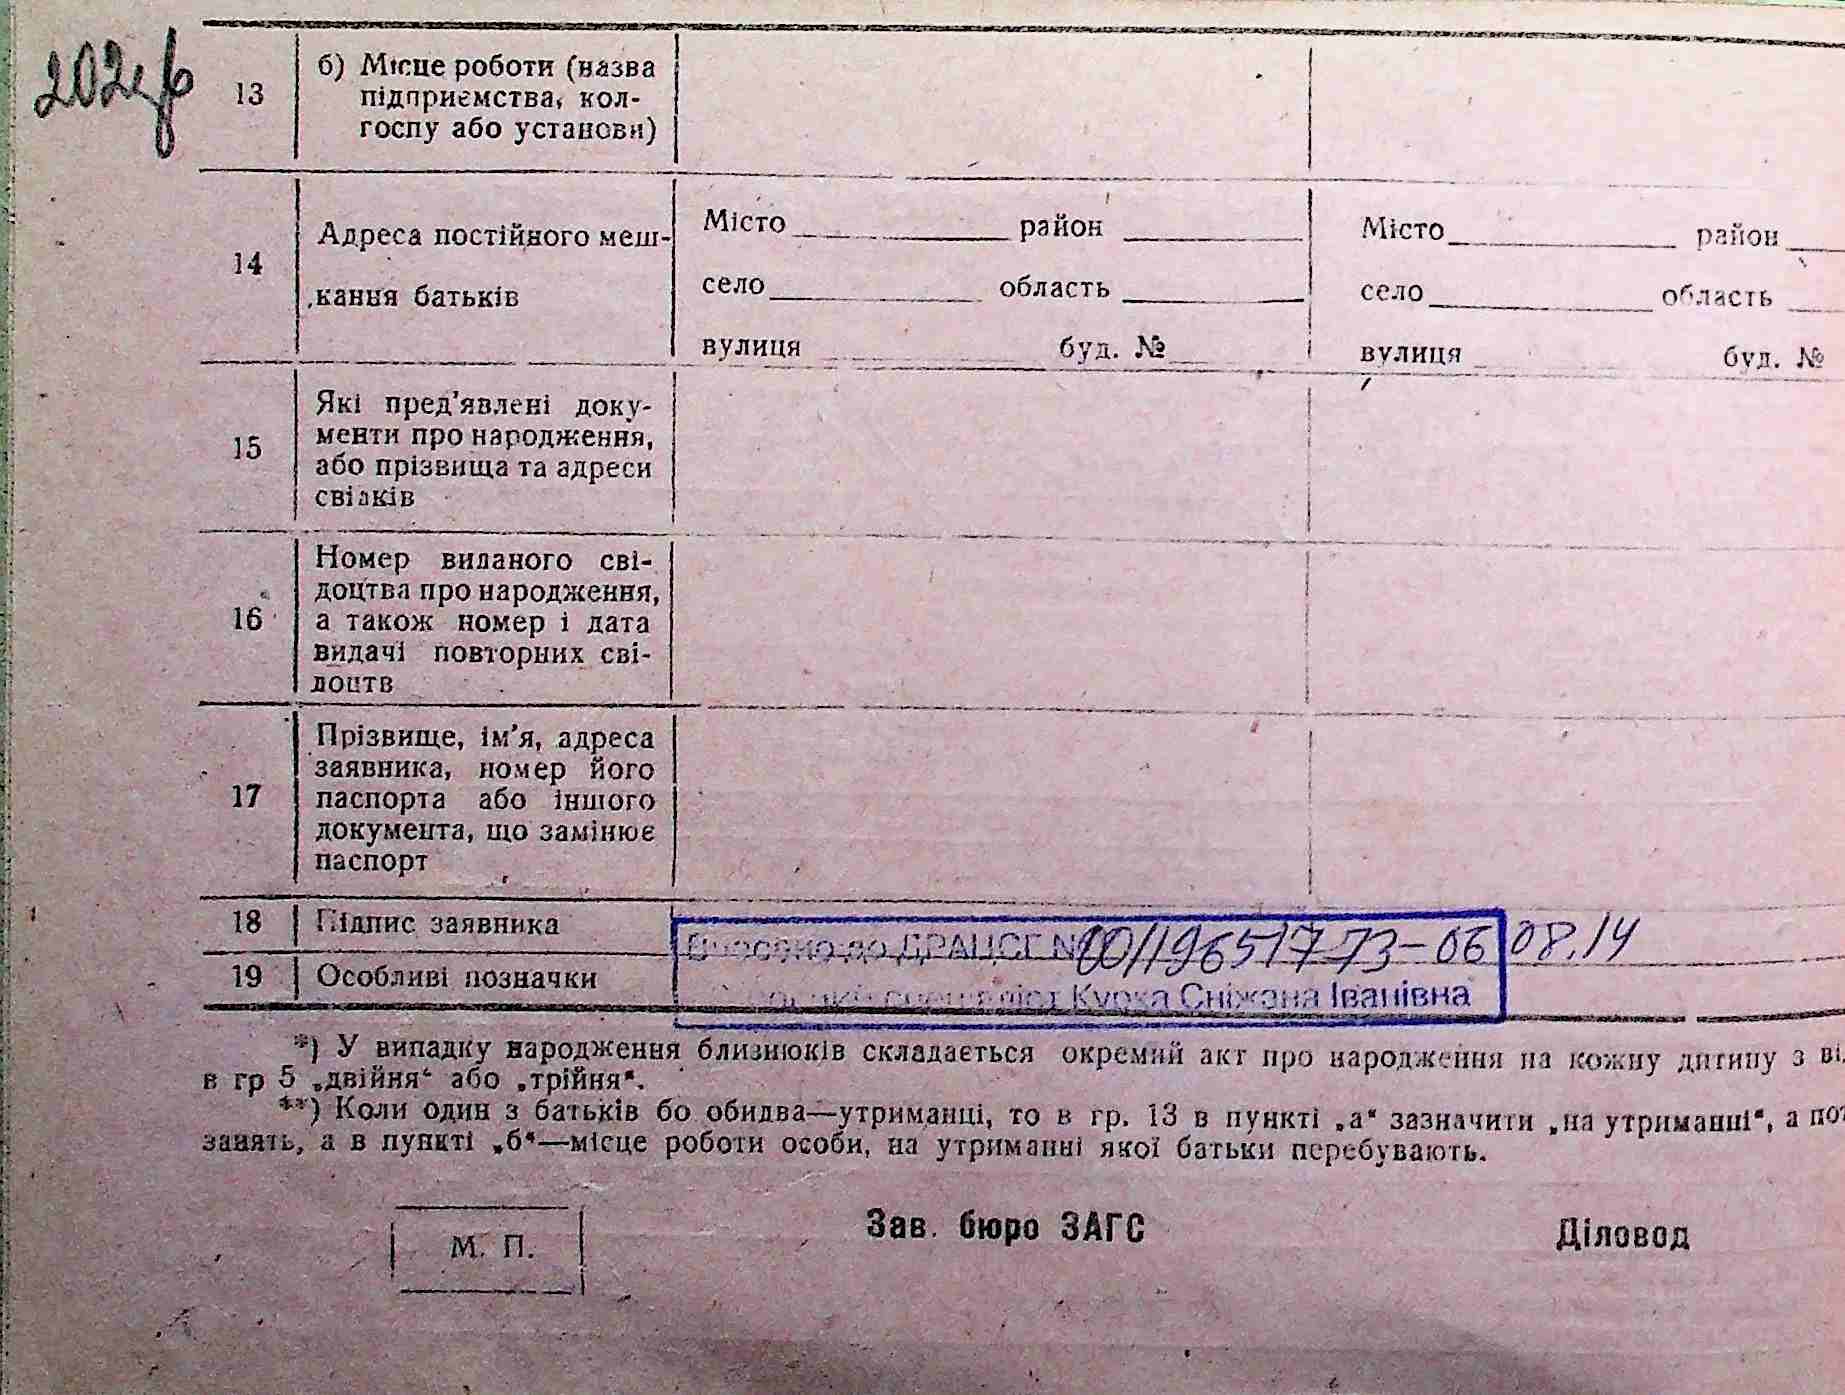 202
13
б) Місце роботи (назва
підприємства, кол-
госпу або установи)
14
Адреса постійного меш-
кання батьків
Місто район
село область
вулиця буд. №
Місто район
село область
вулиця буд. №
15
Які пред'явлені доку-
менти про народження,
або прізвища та адреси
свідків
16
Номер виданого сві-
доцтва про народження,
а також номер і дата
видачі повторних сві-
доцтв
17
Прізвище, ім'я, адреса
заявника, номер його
паспорта або іншого
документа, що замінює
паспорт
18 Підпис заявника
19 Особливі позначки
Внесено до ДРАЦСГ № 00119651773-06.08.14
спеціаліст Курка Сніжана Іванівна
*) У випадку народження близнюків складається окремий акт про народження на кожну дитину з ві
в гр 5 „двійня“ або „трійня“.
**) Коли один з батьків бо обидва—утриманці, то в гр. 13 в пункті „а“ зазначити „на утриманні“, а по
занять, а в пункті „б“—місце роботи особи, на утриманні якої батьки перебувають.
М. П.
Зав. бюро ЗАГС
Діловод